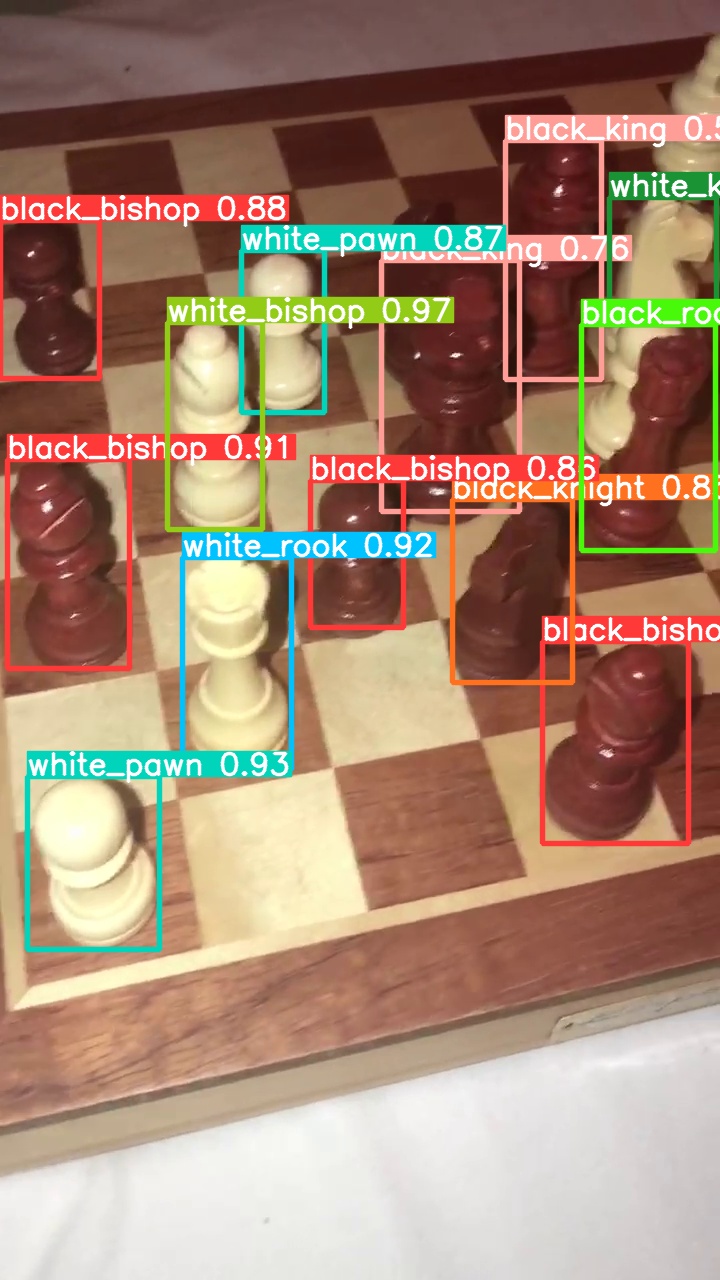 black_king 0.5
white_k
black_bishop 0.88
white_pawn 0.87
black_king 0.76
white_bishop 0.97
black_roo
black_bishop 0.91
black_bishop 0.86
black_knight 0.8
white_rook 0.92
black_bisho
white_pawn 0.93